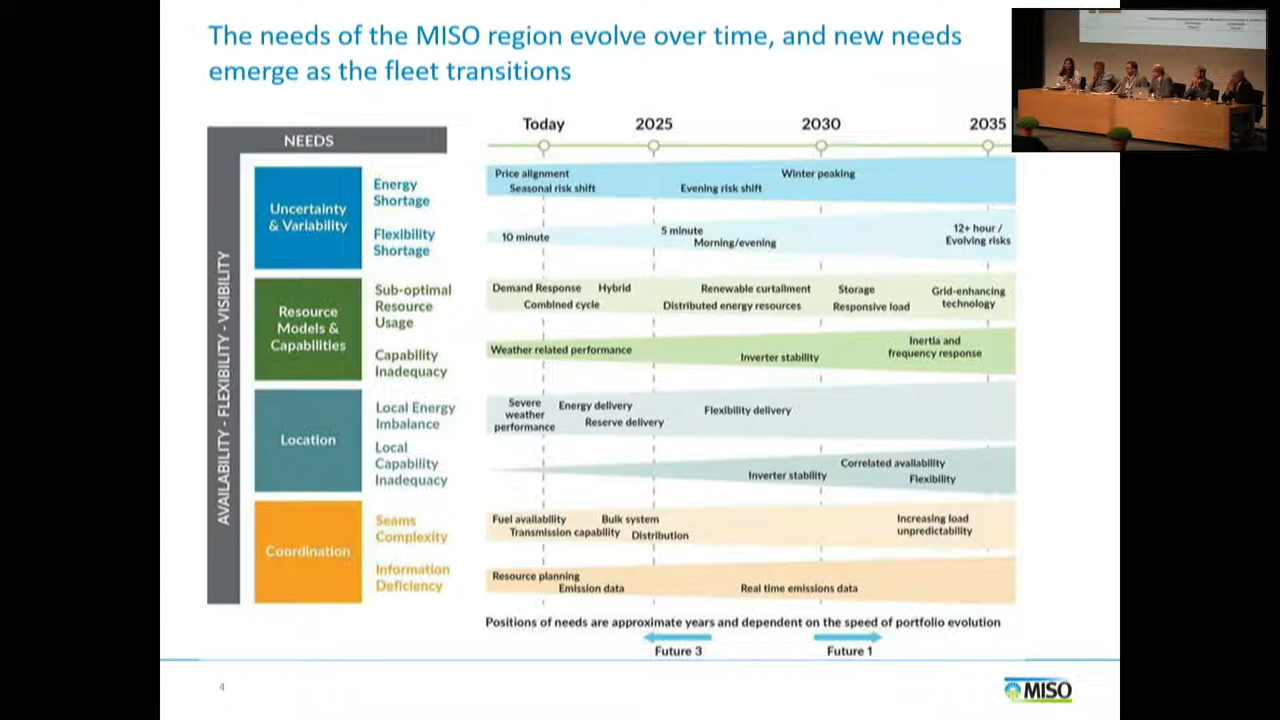 The needs of the MISO region evolve over time, and new needs
emerge as the fleet transitions
NEEDS
Today
2025
2030
2035
AVAILABILITY - FLEXIBILITY - VISIBILITY
Uncertainty
& Variability
Energy
Shortage
Price alignment
Seasonal risk shift
Evening risk shift
Winter peaking
Flexibility
Shortage
10 minute
5 minute
Morning/evening
12+ hour /
Evolving risks
Resource
Models &
Capabilities
Sub-optimal
Resource
Usage
Demand Response
Hybrid
Combined cycle
Renewable curtailment
Distributed energy resources
Storage
Responsive load
Grid-enhancing
technology
Capability
Inadequacy
Weather related performance
Inverter stability
Inertia and
frequency response
Location
Local Energy
Imbalance
Severe
weather
performance
Energy delivery
Reserve delivery
Flexibility delivery
Local
Capability
Inadequacy
Inverter stability
Correlated availability
Flexibility
Coordination
Seams
Complexity
Fuel availability
Transmission capability
Bulk system
Distribution
Increasing load
unpredictability
Information
Deficiency
Resource planning
Emission data
Real time emissions data
Positions of needs are approximate years and dependent on the speed of portfolio evolution
Future 3
Future 1
4
MISO